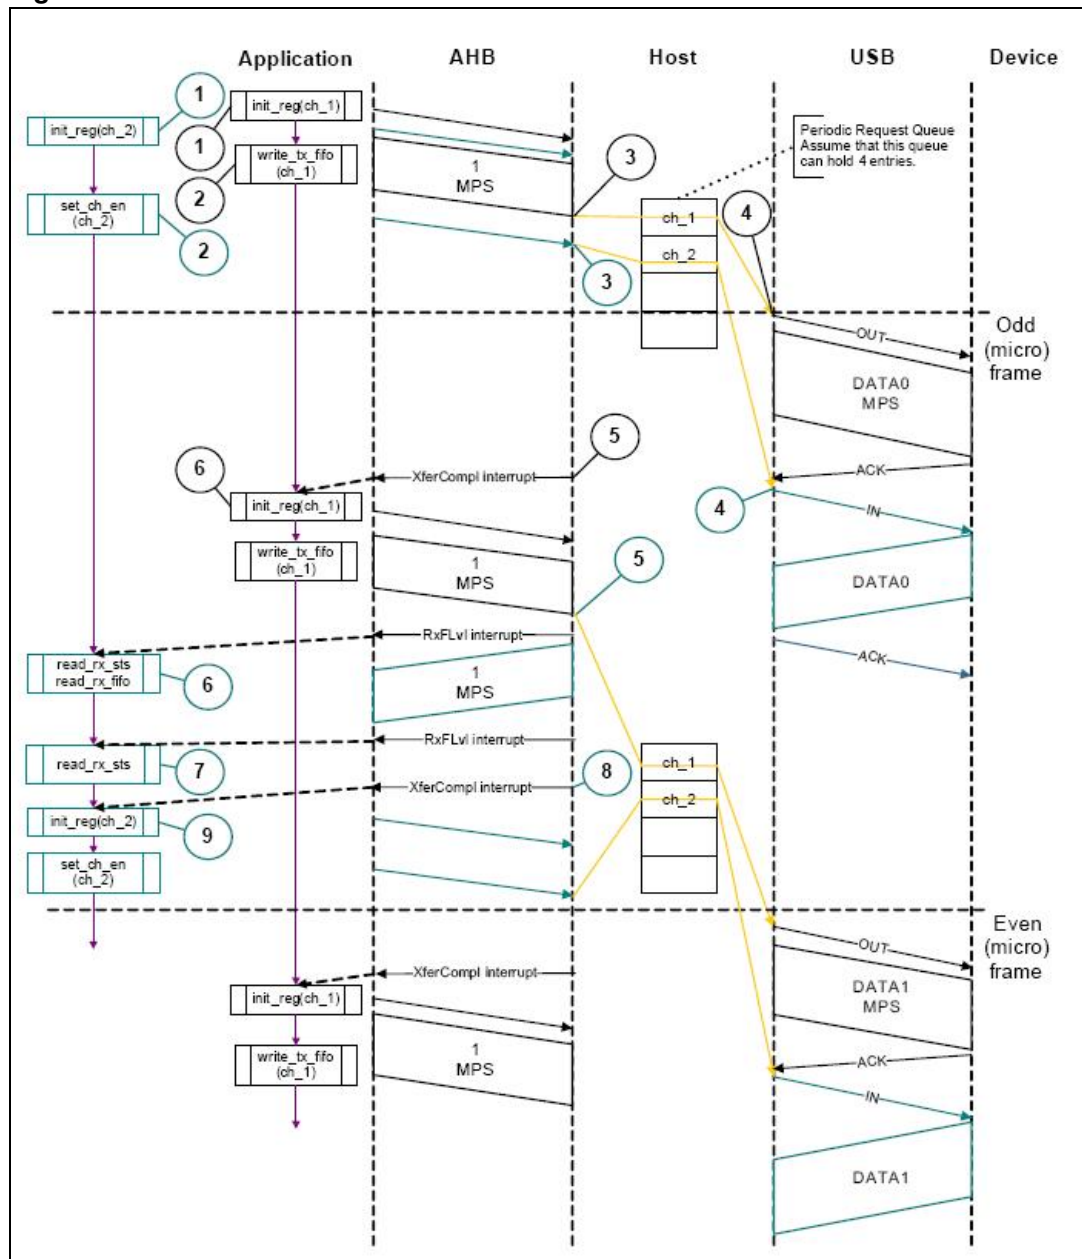 Application AHB Host USB Device
1
init_reg(ch_1)
init_reg(ch_2)
1
2
write_tx_fifo
(ch_1)
1
MPS
3
Periodic Request Queue
Assume that this queue
can hold 4 entries.
set_ch_en
(ch_2)
2
ch_1
4
ch_2
3
Odd
(micro)
frame
OUT
DATA0
MPS
5
6
XferCompl interrupt
ACK
init_reg(ch_1)
4
IN
write_tx_fifo
(ch_1)
1
MPS
5
DATA0
RxFLvl interrupt
ACK
read_rx_sts
read_rx_fifo
6
1
MPS
RxFLvl interrupt
read_rx_sts
7
ch_1
XferCompl interrupt
8
ch_2
init_reg(ch_2)
9
set_ch_en
(ch_2)
Even
(micro)
frame
OUT
XferCompl interrupt
init_reg(ch_1)
DATA1
MPS
write_tx_fifo
(ch_1)
1
MPS
ACK
IN
DATA1